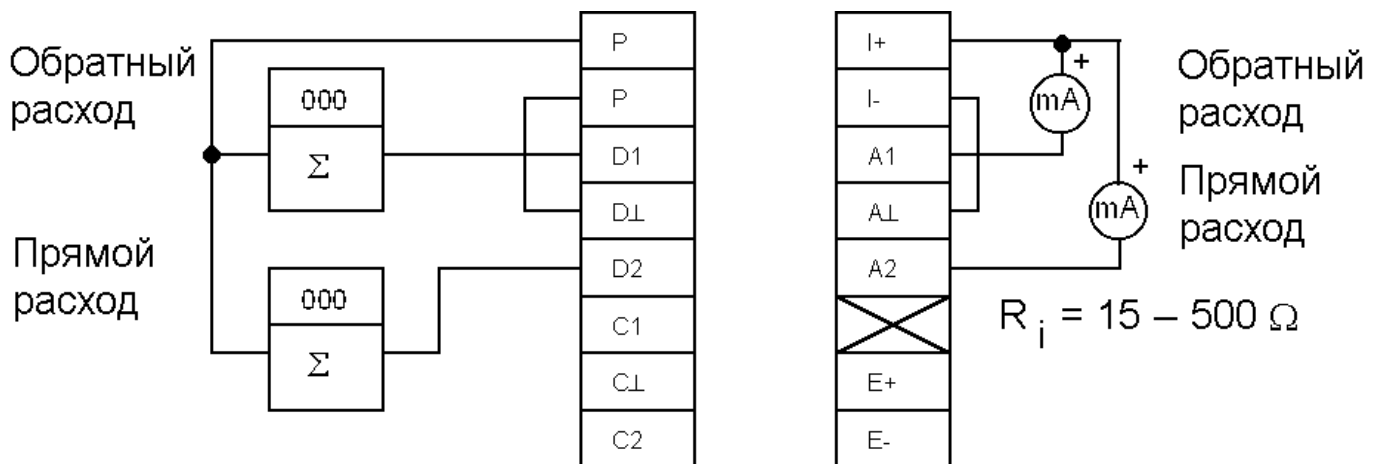 Обратный
расход
000
Σ
Прямой
расход
000
Σ
P
P
D1
D⊥
D2
C1
C⊥
C2
I+
I-
A1
A⊥
A2
E+
E-
+
mA
Обратный
расход
+
mA
Прямой
расход
R i = 15 – 500 Ω